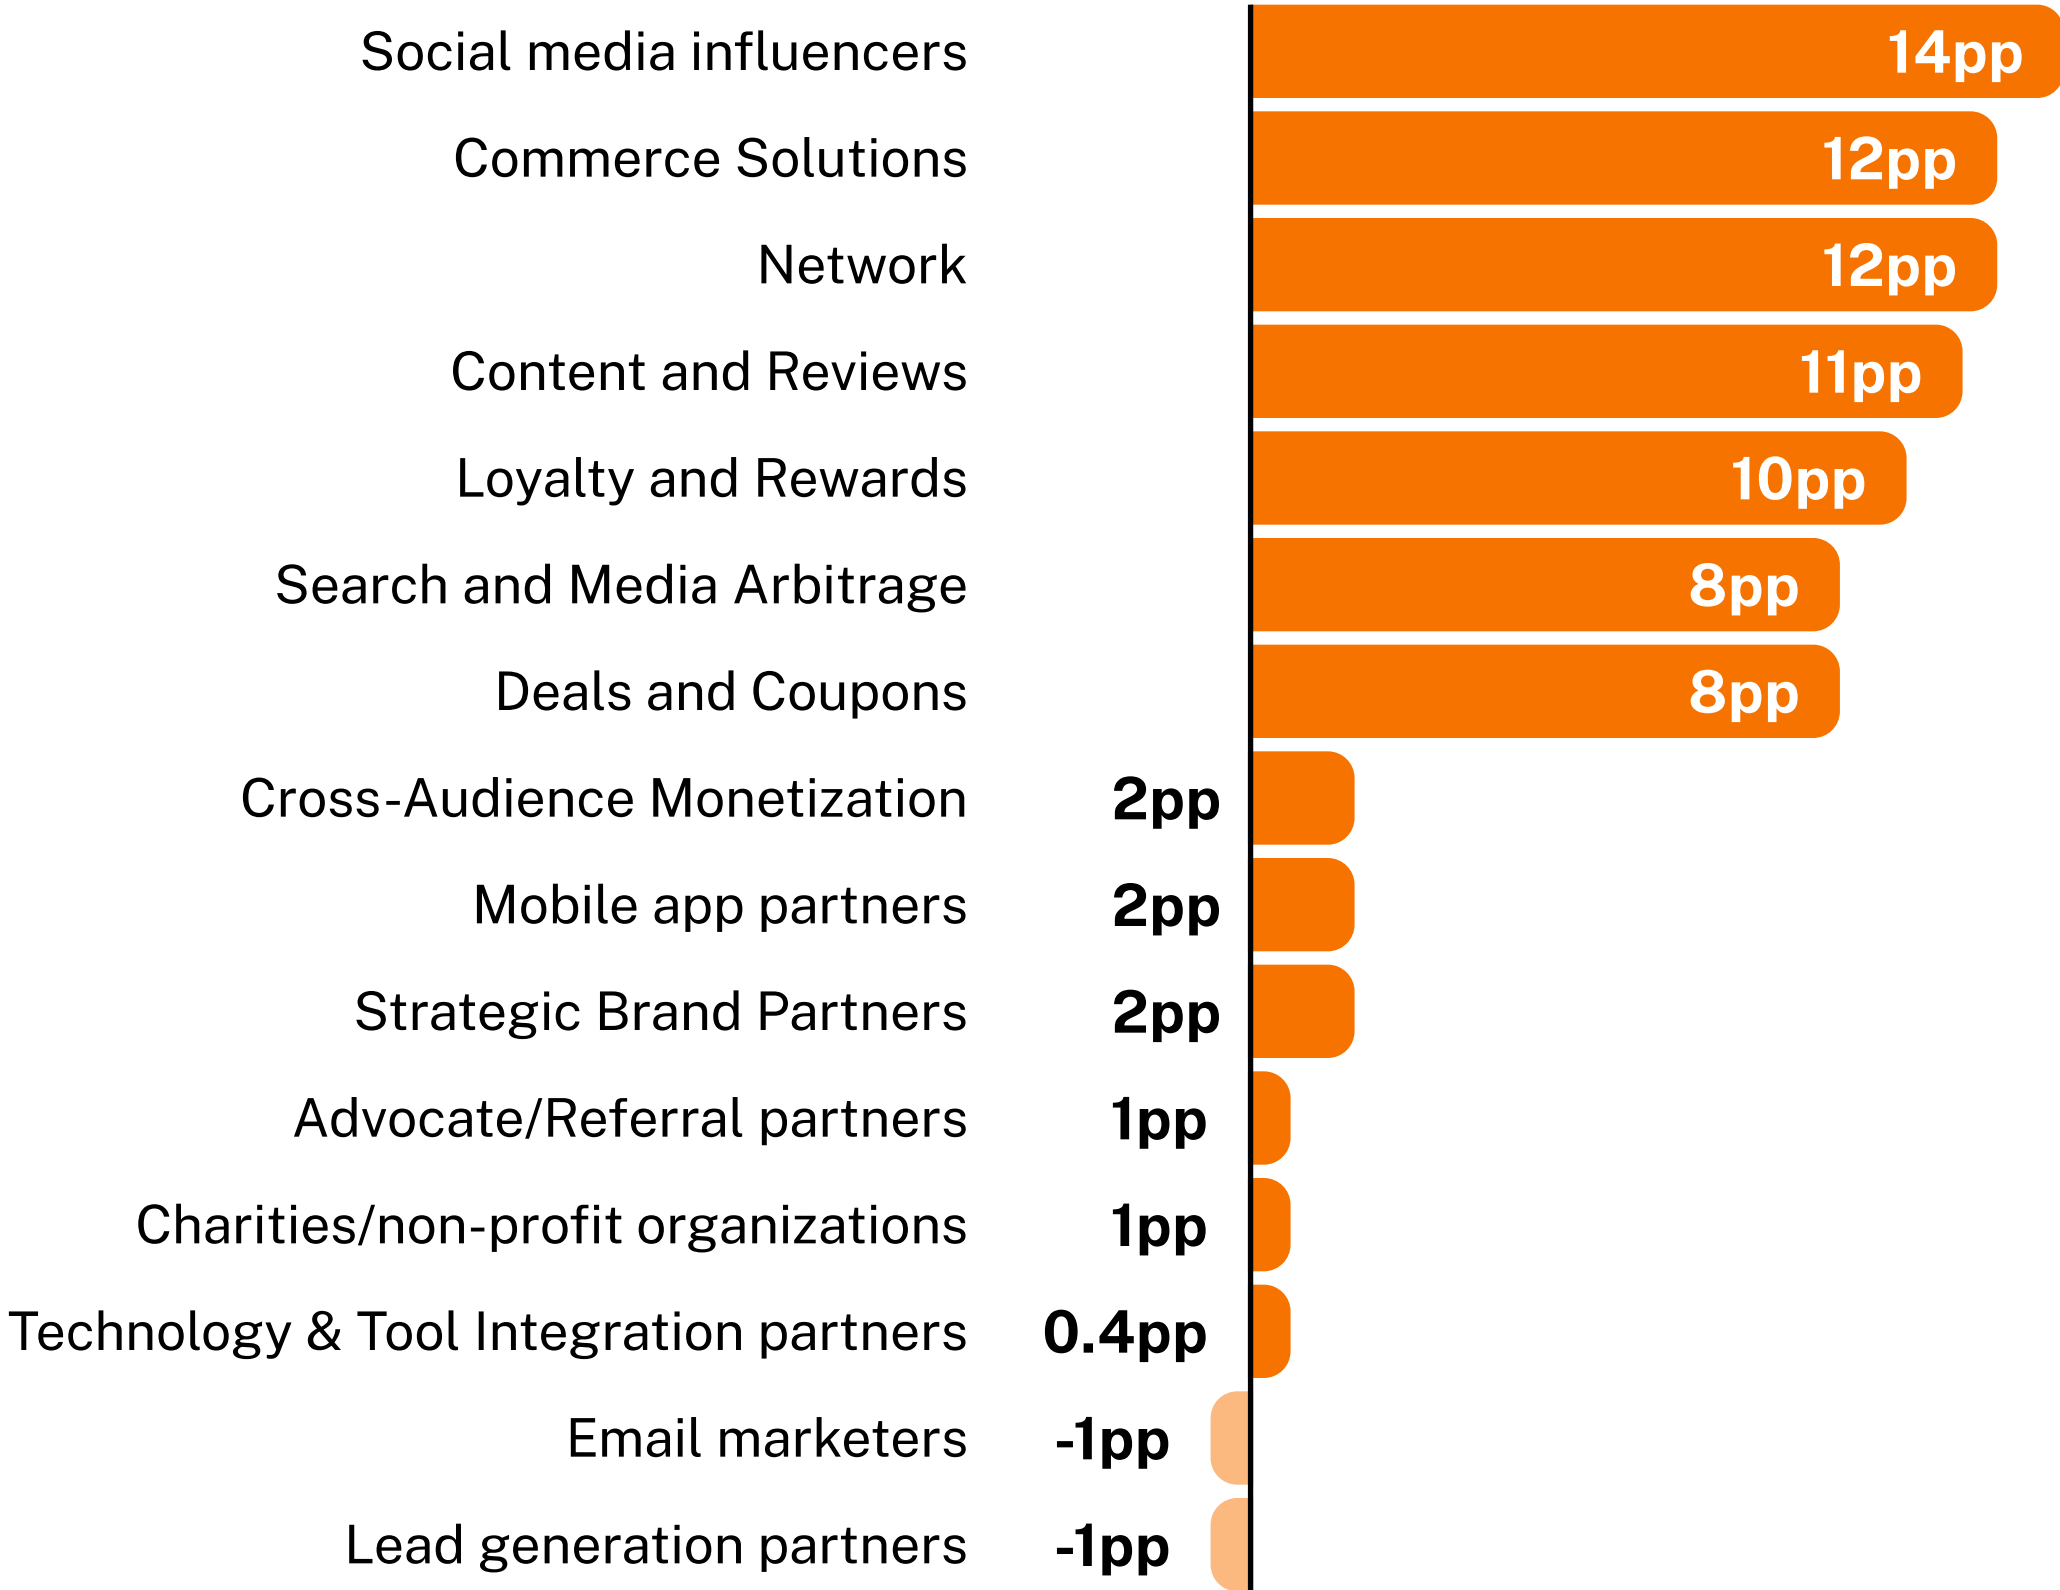 Social media influencers 14pp
Commerce Solutions 12pp
Network 12pp
Content and Reviews 11pp
Loyalty and Rewards 10pp
Search and Media Arbitrage 8pp
Deals and Coupons 8pp
Cross-Audience Monetization 2pp
Mobile app partners 2pp
Strategic Brand Partners 2pp
Advocate/Referral partners 1pp
Charities/non-profit organizations 1pp
Technology & Tool Integration partners 0.4pp
Email marketers -1pp
Lead generation partners -1pp